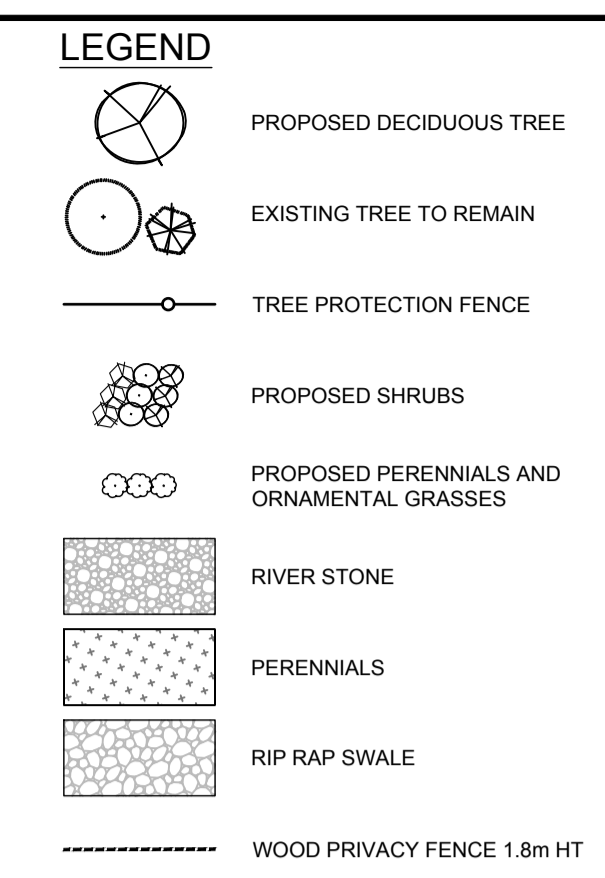 LEGEND
PROPOSED DECIDUOUS TREE
EXISTING TREE TO REMAIN
TREE PROTECTION FENCE
PROPOSED SHRUBS
PROPOSED PERENNIALS AND
ORNAMENTAL GRASSES
RIVER STONE
PERENNIALS
RIP RAP SWALE
WOOD PRIVACY FENCE 1.8m HT